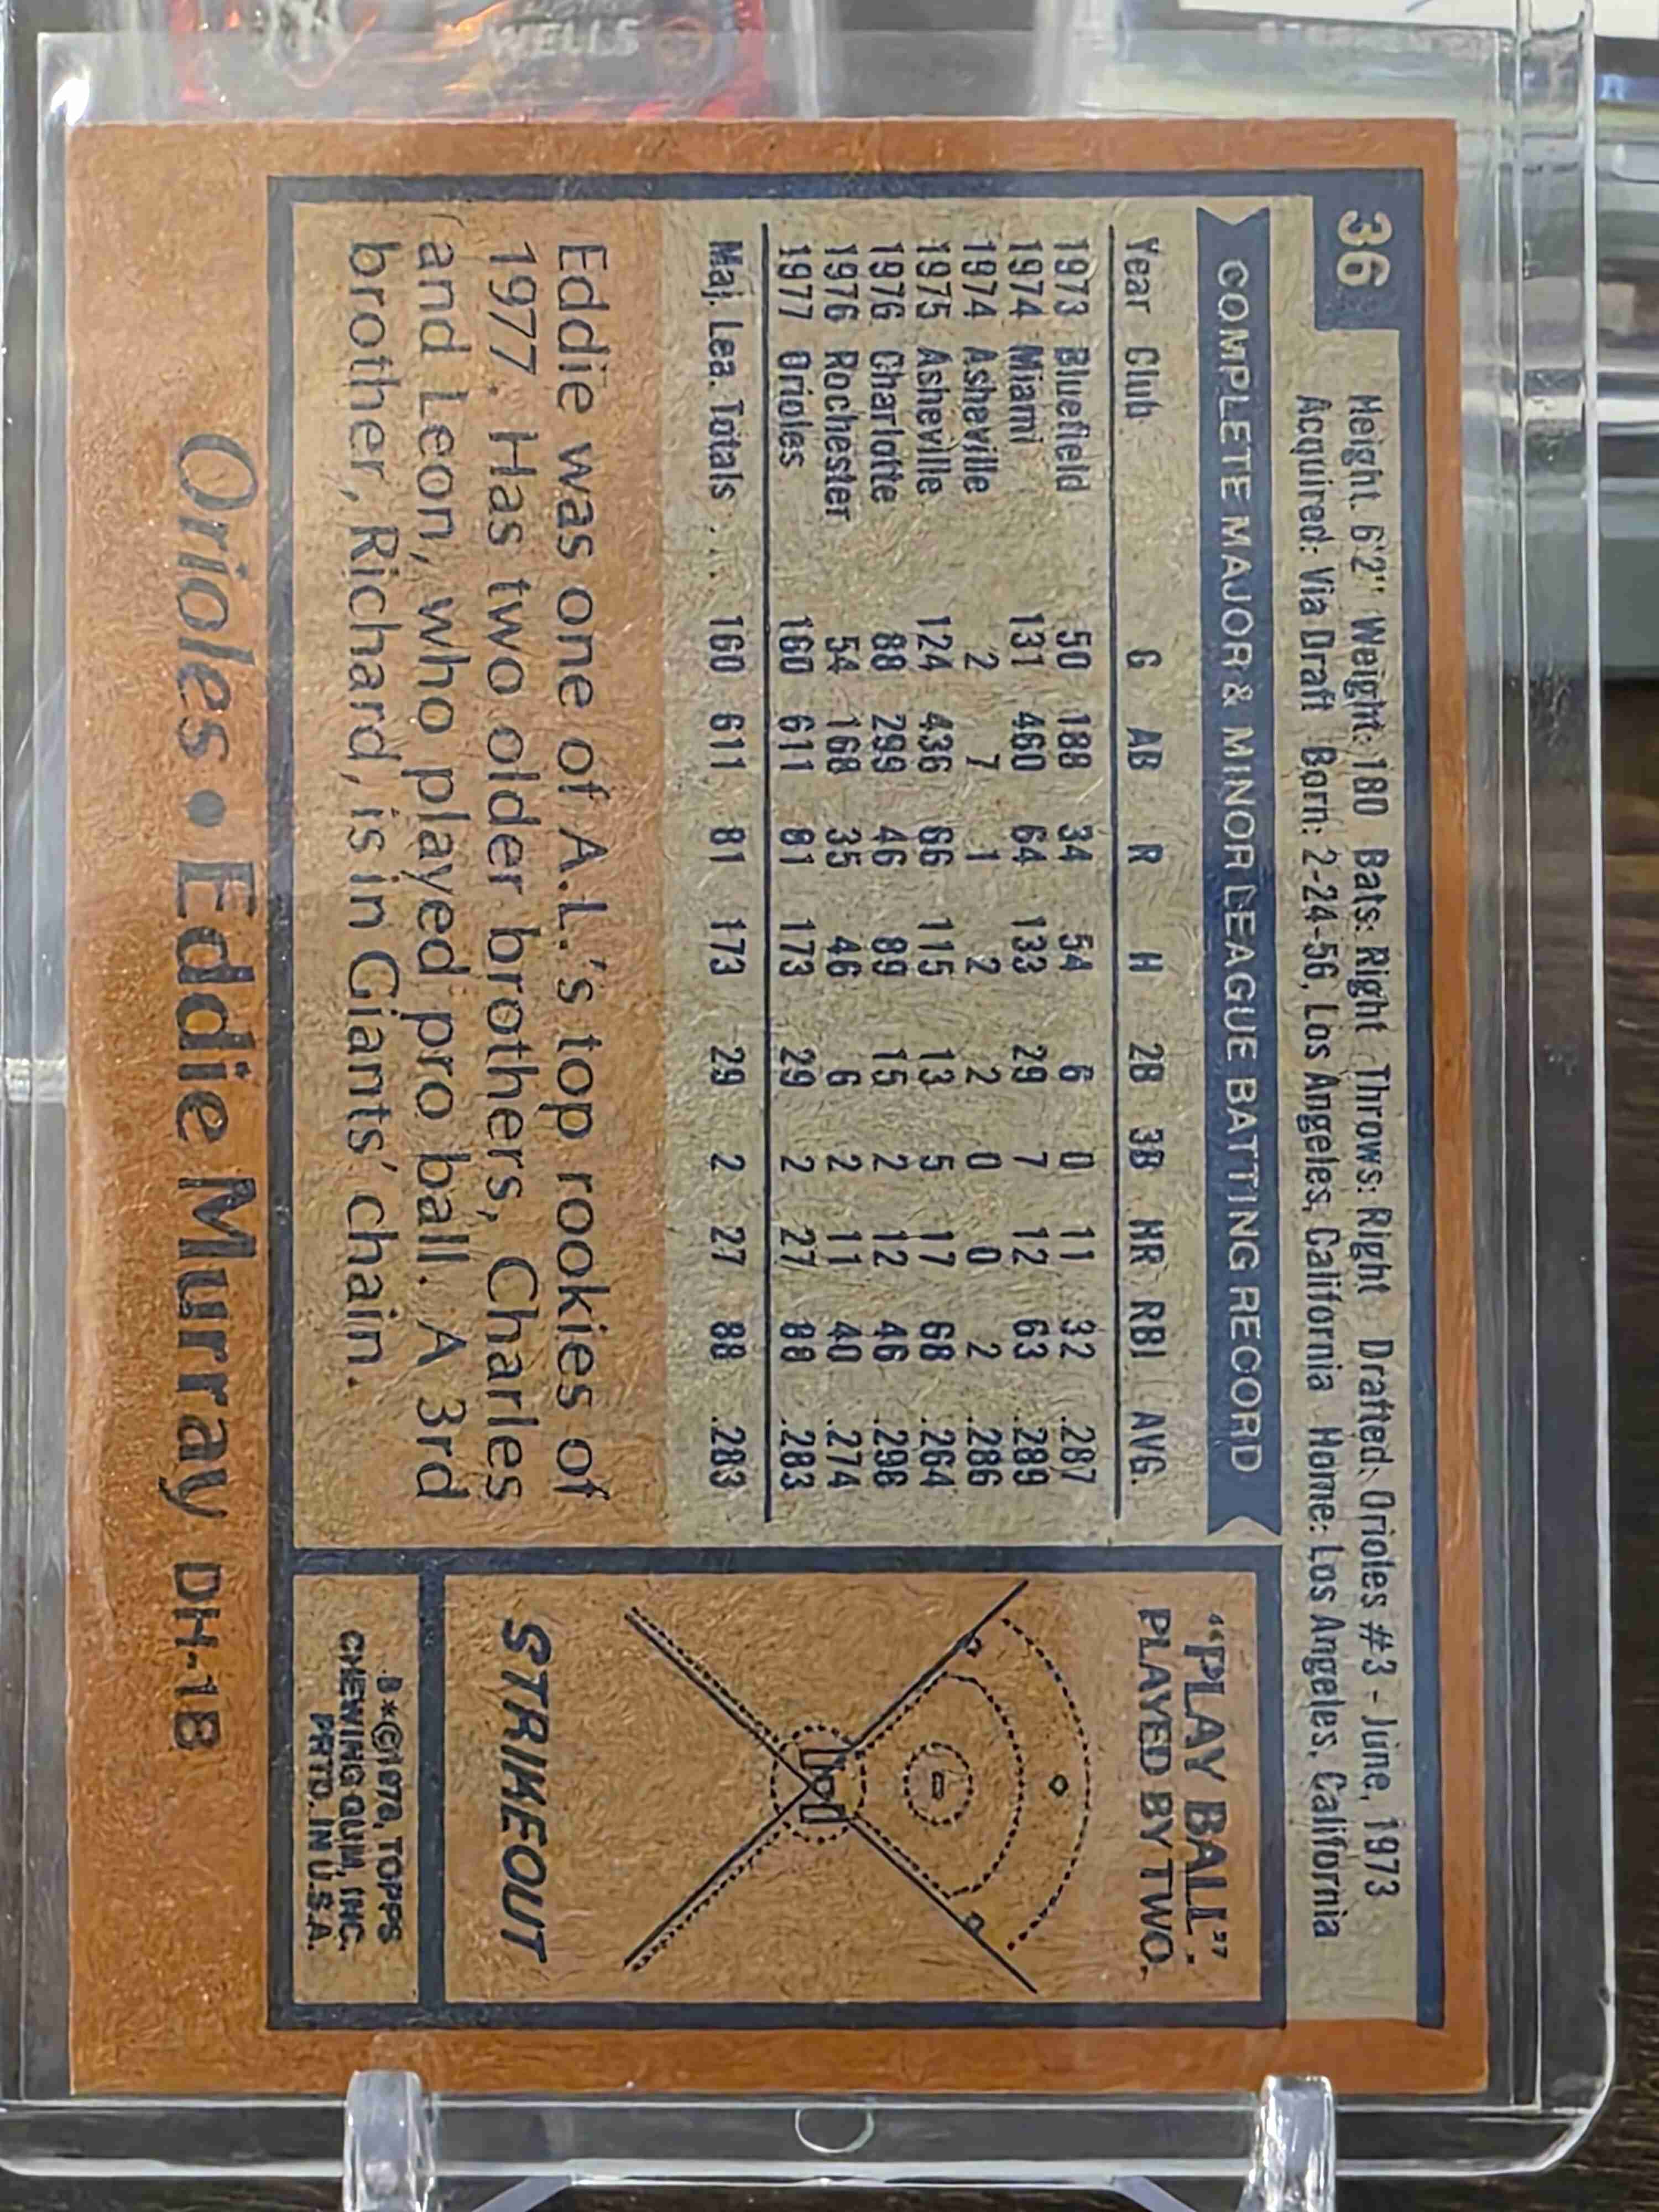 WELLS
36
Height. 6'2" Weight: 180 Bats: Right Throws: Right Drafted: Orioles #3 - June, 1973
Acquired: Via Draft Born: 2-24-56, Los Angeles, California Home: Los Angeles, California
COMPLETE MAJOR & MINOR LEAGUE BATTING RECORD
Year Club G AB R H 2B 3B HR RBI AVG.
1973 Bluefield 50 188 34 54 6 0 11 32 .287
1974 Miami 131 460 64 133 29 7 12 63 .289
1974 Asheville 2 7 1 2 2 0 0 2 .286
1975 Asheville 124 436 66 115 13 5 17 68 .264
1976 Charlotte 88 299 46 89 15 2 12 46 .298
1976 Rochester 54 168 35 46 6 2 11 40 .274
1977 Orioles 160 611 81 173 29 2 27 88 .283
Maj. Lea. Totals . . . 160 611 81 173 29 2 27 88 .283
Eddie was one of A.L.'s top rookies of
1977. Has two older brothers, Charles
and Leon, who played pro ball. A 3rd
brother, Richard, is in Giants' chain.
"PLAY BALL":
PLAYED BY TWO.
STRIKEOUT
B*©1978, TOPPS
CHEWING GUM, INC.
PRTD. IN U.S.A.
Orioles • Eddie Murray DH-1B